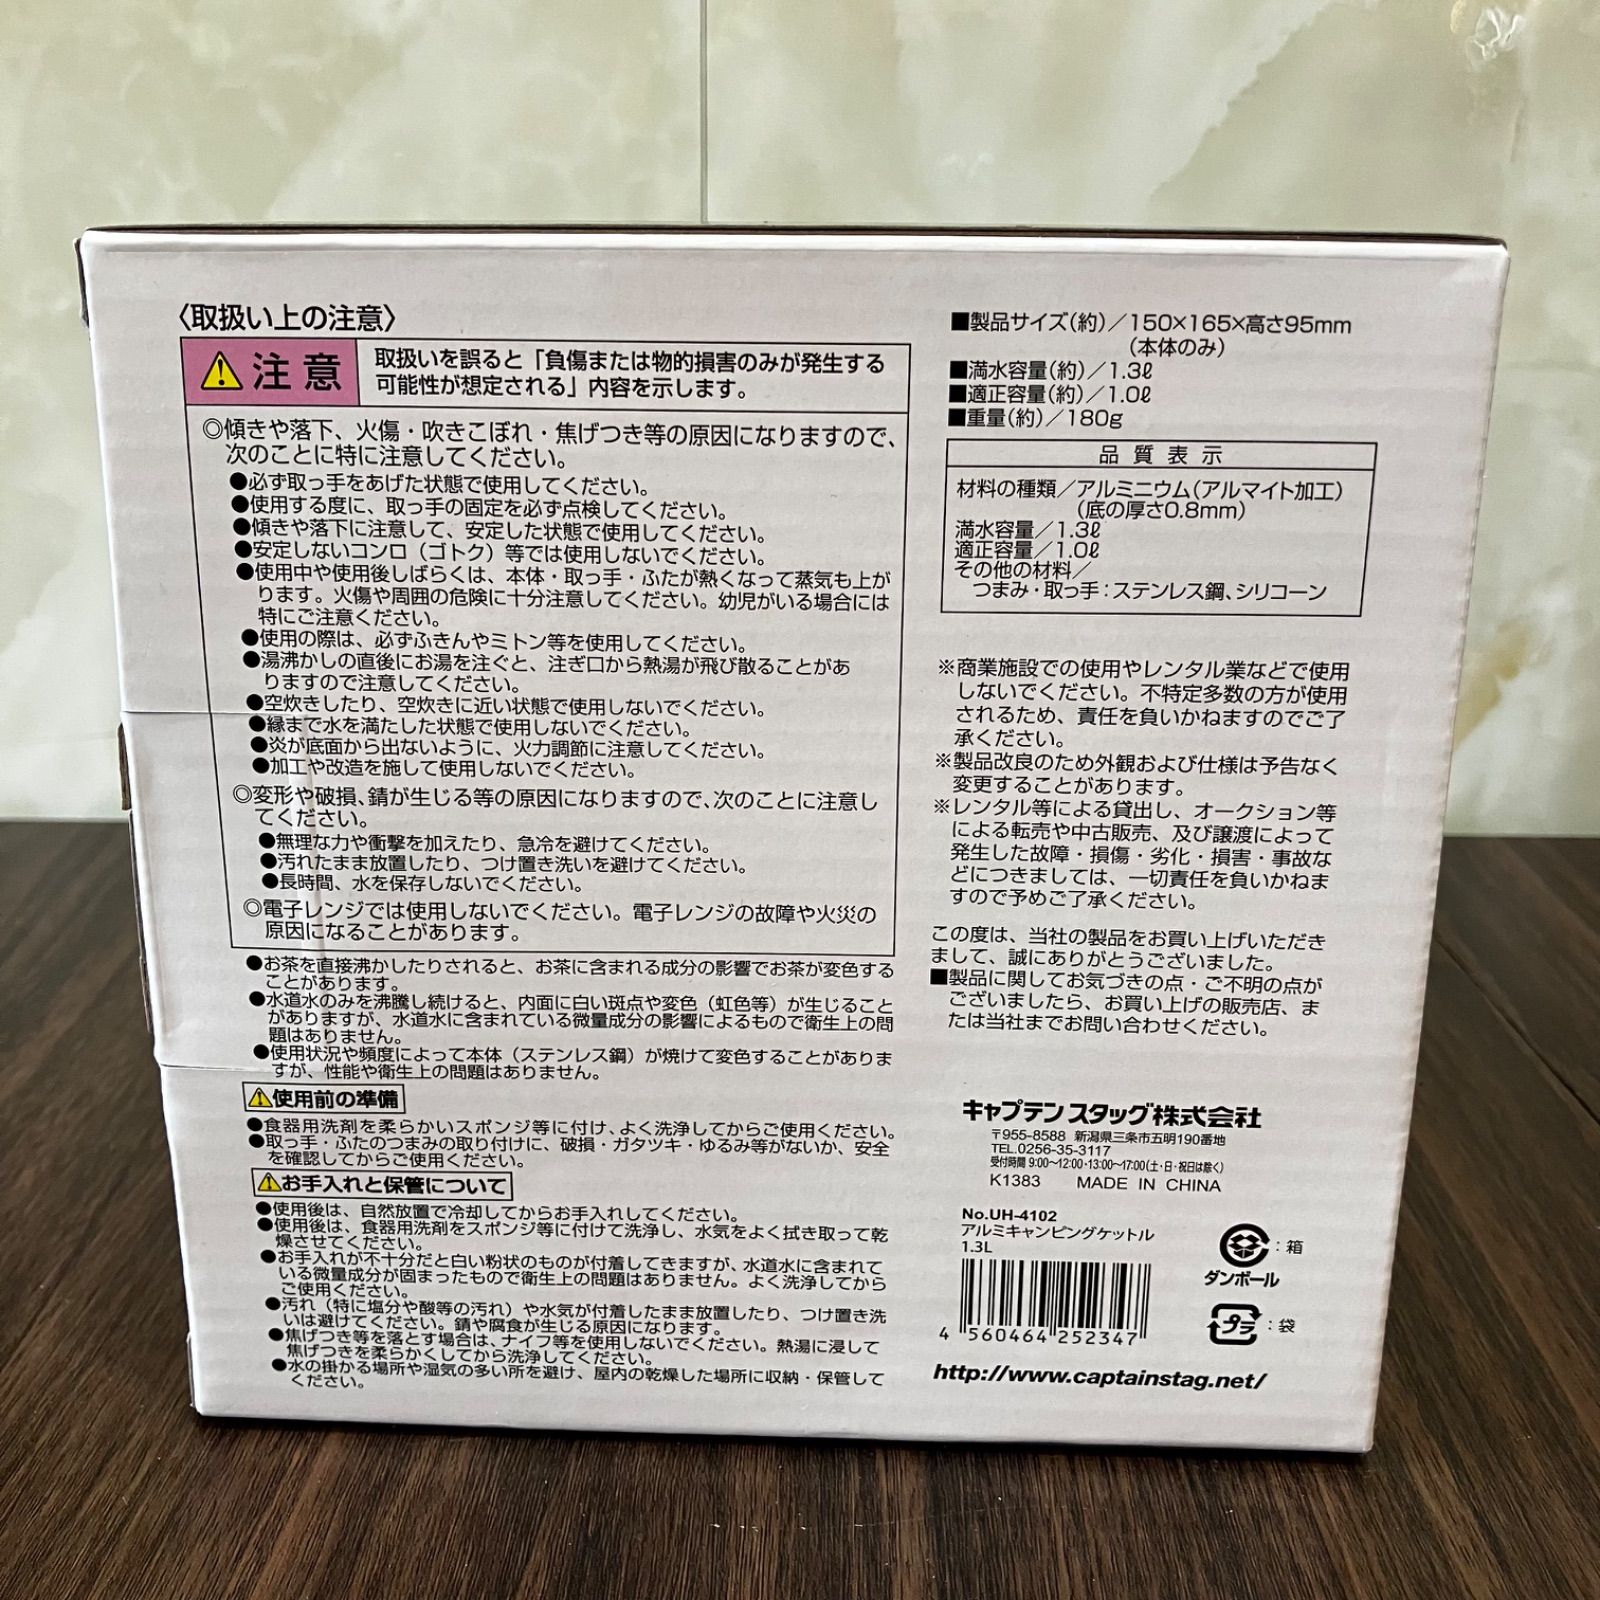 〈取扱い上の注意〉
注意
取扱いを誤ると「負傷または物的損害のみが発生する
可能性が想定される」内容を示します。
◎傾きや落下、火傷・吹きこぼれ・焦げつき等の原因になりますので、
次のことに特に注意してください。
●必ず取っ手をあげた状態で使用してください。
●使用する度に、取っ手の固定を必ず点検してください。
●傾きや落下に注意して、安定した状態で使用してください。
●安定しないコンロ（ゴトク）等では使用しないでください。
●使用中や使用後しばらくは、本体・取っ手・ふたが熱くなって蒸気も上が
ります。火傷や周囲の危険に十分注意してください。幼児がいる場合には
特にご注意ください。
●使用の際は、必ずふきんやミトン等を使用してください。
●湯沸かしの直後にお湯を注ぐと、注ぎ口から熱湯が飛び散ることがあ
りますので注意してください。
●空炊きしたり、空炊きに近い状態で使用しないでください。
●縁まで水を満たした状態で使用しないでください。
●炎が底面から出ないように、火力調節に注意してください。
●加工や改造を施して使用しないでください。
◎変形や破損、錆が生じる等の原因になりますので、次のことに注意し
てください。
●無理な力や衝撃を加えたり、急冷を避けてください。
●汚れたまま放置したり、つけ置き洗いを避けてください。
●長時間、水を保存しないでください。
◎電子レンジでは使用しないでください。電子レンジの故障や火災の
原因になることがあります。
●お茶を直接沸かしたりされると、お茶に含まれる成分の影響でお茶が変色する
ことがあります。
●水道水のみを沸騰し続けると、内面に白い斑点や変色（虹色等）が生じること
がありますが、水道水に含まれている微量成分の影響によるもので衛生上の問
題はありません。
●使用状況や頻度によって本体（ステンレス鋼）が焼けて変色することがありま
すが、性能や衛生上の問題はありません。
使用前の準備
●食器用洗剤を柔らかいスポンジ等に付け、よく洗浄してからご使用ください。
●取っ手・ふたのつまみの取り付けに、破損・ガタツキ・ゆるみ等がないか、安全
を確認してからご使用ください。
お手入れと保管について
●使用後は、自然放置で冷却してからお手入れしてください。
●使用後は、食器用洗剤をスポンジ等に付けて洗浄し、水気をよく拭き取って乾
燥させてください。
●お手入れが不十分だと白い粉状のものが付着してきますが、水道水に含まれて
いる微量成分が固まったもので衛生上の問題はありません。よく洗浄してから
ご使用ください。
●汚れ（特に塩分や酸等の汚れ）や水気が付着したまま放置したり、つけ置き洗
いは避けてください。錆や腐食が生じる原因になります。
●焦げつき等を落とす場合は、ナイフ等を使用しないでください。熱湯に浸して
焦げつきを柔らかくしてから洗浄してください。
●水の掛かる場所や湿気の多い所を避け、屋内の乾燥した場所に収納・保管して
ください。
■製品サイズ（約）／150×165×高さ95mm
（本体のみ）
■満水容量（約）／1.3ℓ
■適正容量（約）／1.0ℓ
■重量（約）／180g
品質表示
材料の種類／アルミニウム（アルマイト加工）
（底の厚さ0.8mm）
満水容量／1.3ℓ
適正容量／1.0ℓ
その他の材料／
つまみ・取っ手：ステンレス鋼、シリコーン
※商業施設での使用やレンタル業などで使用
しないでください。不特定多数の方が使用
されるため、責任を負いかねますのでご了
承ください。
※製品改良のため外観および仕様は予告なく
変更することがあります。
※レンタル等による貸出し、オークション等
による転売や中古販売、及び譲渡によって
発生した故障・損傷・劣化・損害・事故な
どにつきましては、一切責任を負いかねま
すので予めご了承ください。
この度は、当社の製品をお買い上げいただき
まして、誠にありがとうございました。
■製品に関してお気づきの点・ご不明の点が
ございましたら、お買い上げの販売店、ま
たは当社までお問い合わせください。
キャプテンスタッグ株式会社
〒955-8588 新潟県三条市五明190番地
TEL.0256-35-3117
受付時間 9:00〜12:00・13:00〜17:00（土・日・祝日は除く）
K1383 MADE IN CHINA
No.UH-4102
アルミキャンピングケットル
1.3L
4 560464 252347
ダンボール
：箱
プラ
：袋
http://www.captainstag.net/